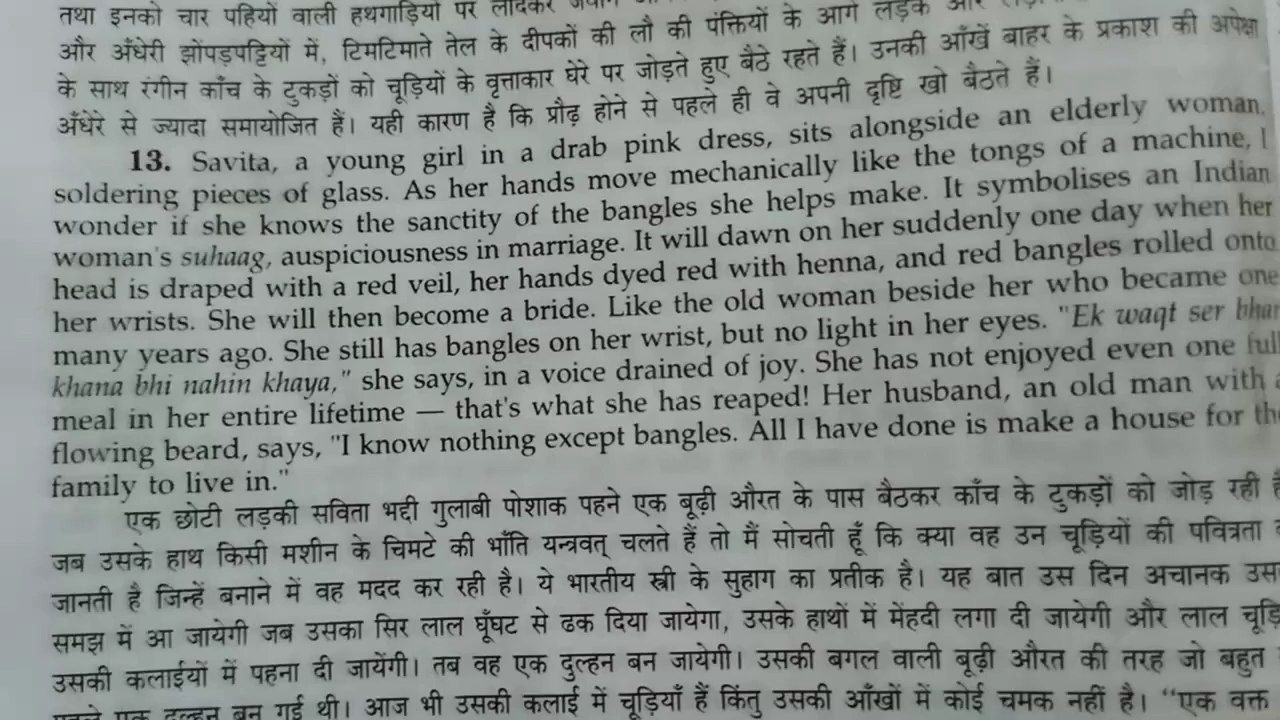 तथा इनको चार पहियों वाली हथगाड़ियों पर लादकर
और अँधेरी झोंपड़पट्टियों में, टिमटिमाते तेल के दीपकों की लौ की पंक्तियों के आगे लड़के और
के साथ रंगीन काँच के टुकड़ों को चूड़ियों के वृत्ताकार घेरे पर जोड़ते हुए बैठे रहते हैं। उनकी आँखें बाहर के प्रकाश की अपेक्षा
अँधेरे से ज्यादा समायोजित हैं। यही कारण है कि प्रौढ़ होने से पहले ही वे अपनी दृष्टि खो बैठते हैं।
13. Savita, a young girl in a drab pink dress, sits alongside an elderly woman,
soldering pieces of glass. As her hands move mechanically like the tongs of a machine, I
wonder if she knows the sanctity of the bangles she helps make. It symbolises an Indian
woman's suhaag, auspiciousness in marriage. It will dawn on her suddenly one day when her
head is draped with a red veil, her hands dyed red with henna, and red bangles rolled onto
her wrists. She will then become a bride. Like the old woman beside her who became one
many years ago. She still has bangles on her wrist, but no light in her eyes. "Ek waqt ser bhar
khana bhi nahin khaya," she says, in a voice drained of joy. She has not enjoyed even one full
meal in her entire lifetime — that's what she has reaped! Her husband, an old man with a
flowing beard, says, "I know nothing except bangles. All I have done is make a house for the
family to live in."
एक छोटी लड़की सविता भद्दी गुलाबी पोशाक पहने एक बूढ़ी औरत के पास बैठकर काँच के टुकड़ों को जोड़ रही
जब उसके हाथ किसी मशीन के चिमटे की भाँति यन्त्रवत् चलते हैं तो मैं सोचती हूँ कि क्या वह उन चूड़ियों की पवित्रता
जानती है जिन्हें बनाने में वह मदद कर रही है। ये भारतीय स्त्री के सुहाग का प्रतीक है। यह बात उस दिन अचानक
समझ में आ जायेगी जब उसका सिर लाल घूँघट से ढक दिया जायेगा, उसके हाथों में मेंहदी लगा दी जायेगी और लाल
उसकी कलाईयों में पहना दी जायेंगी। तब वह एक दुल्हन बन जायेगी। उसकी बगल वाली बूढ़ी औरत की तरह जो बहुत
पहले एक दुल्हन बन गई थी। आज भी उसकी कलाई में चूड़ियाँ हैं किंतु उसकी आँखों में कोई चमक नहीं है। “एक वक्त